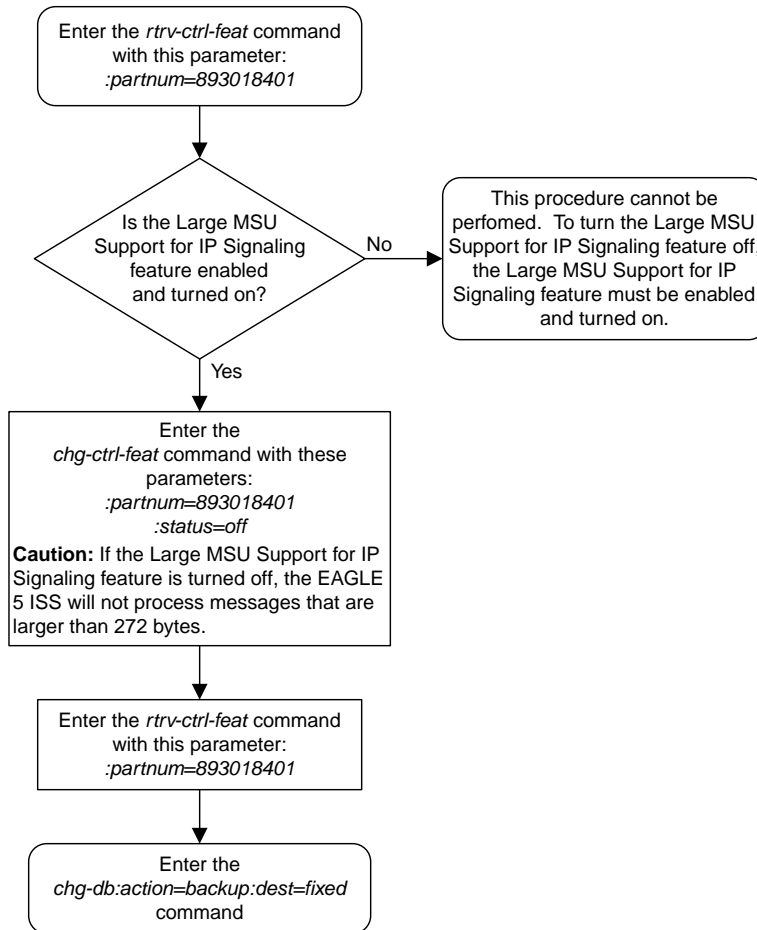 Enter the rtrv-ctrl-feat command
with this parameter:
:partnum=893018401
Is the Large MSU
Support for IP Signaling
feature enabled
and turned on?
No
This procedure cannot be
perfomed. To turn the Large MSU
Support for IP Signaling feature off,
the Large MSU Support for IP
Signaling feature must be enabled
and turned on.
Yes
Enter the
chg-ctrl-feat command with these
parameters:
:partnum=893018401
:status=off
Caution: If the Large MSU Support for IP
Signaling feature is turned off, the EAGLE
5 ISS will not process messages that are
larger than 272 bytes.
Enter the rtrv-ctrl-feat command
with this parameter:
:partnum=893018401
Enter the
chg-db:action=backup:dest=fixed
command